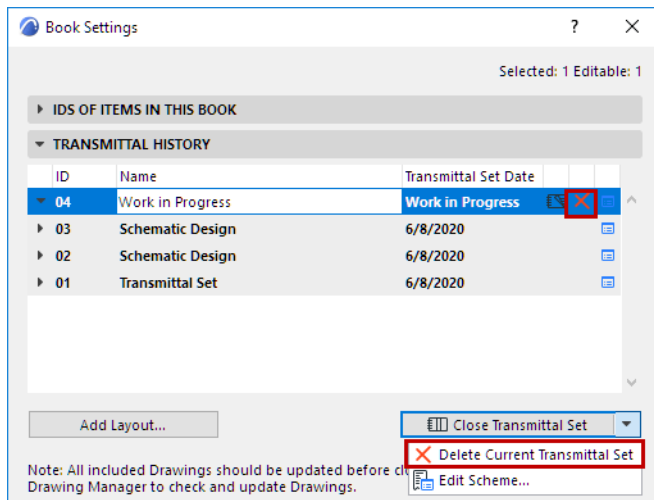 Book Settings ?
Selected: 1 Editable: 1
IDS OF ITEMS IN THIS BOOK
TRANSMITTAL HISTORY
ID Name Transmittal Set Date
04 Work in Progress Work in Progress
03 Schematic Design 6/8/2020
02 Schematic Design 6/8/2020
01 Transmittal Set 6/8/2020
Add Layout... Close Transmittal Set
Delete Current Transmittal Set
Edit Scheme...
Note: All included Drawings should be updated before
Drawing Manager to check and update Drawings.